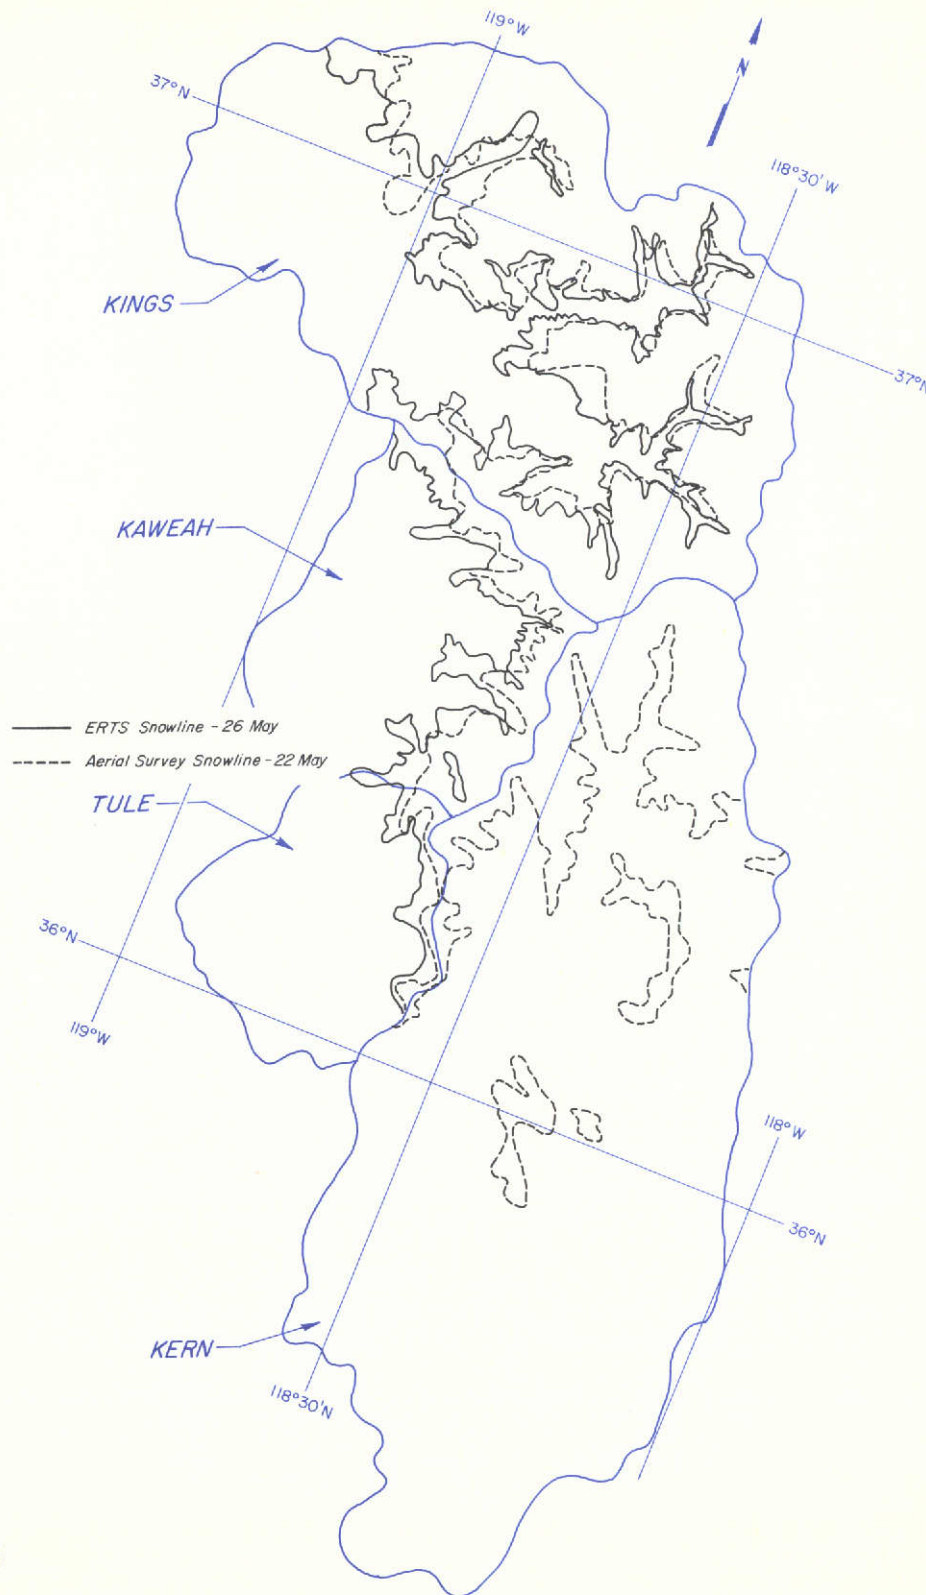 119°W
N
37°N
118°30'W
KINGS
37°N
KAWEAH
ERTS Snowline - 26 May
Aerial Survey Snowline - 22 May
TULE
36°N
119°W
118°W
36°N
KERN
118°30'N